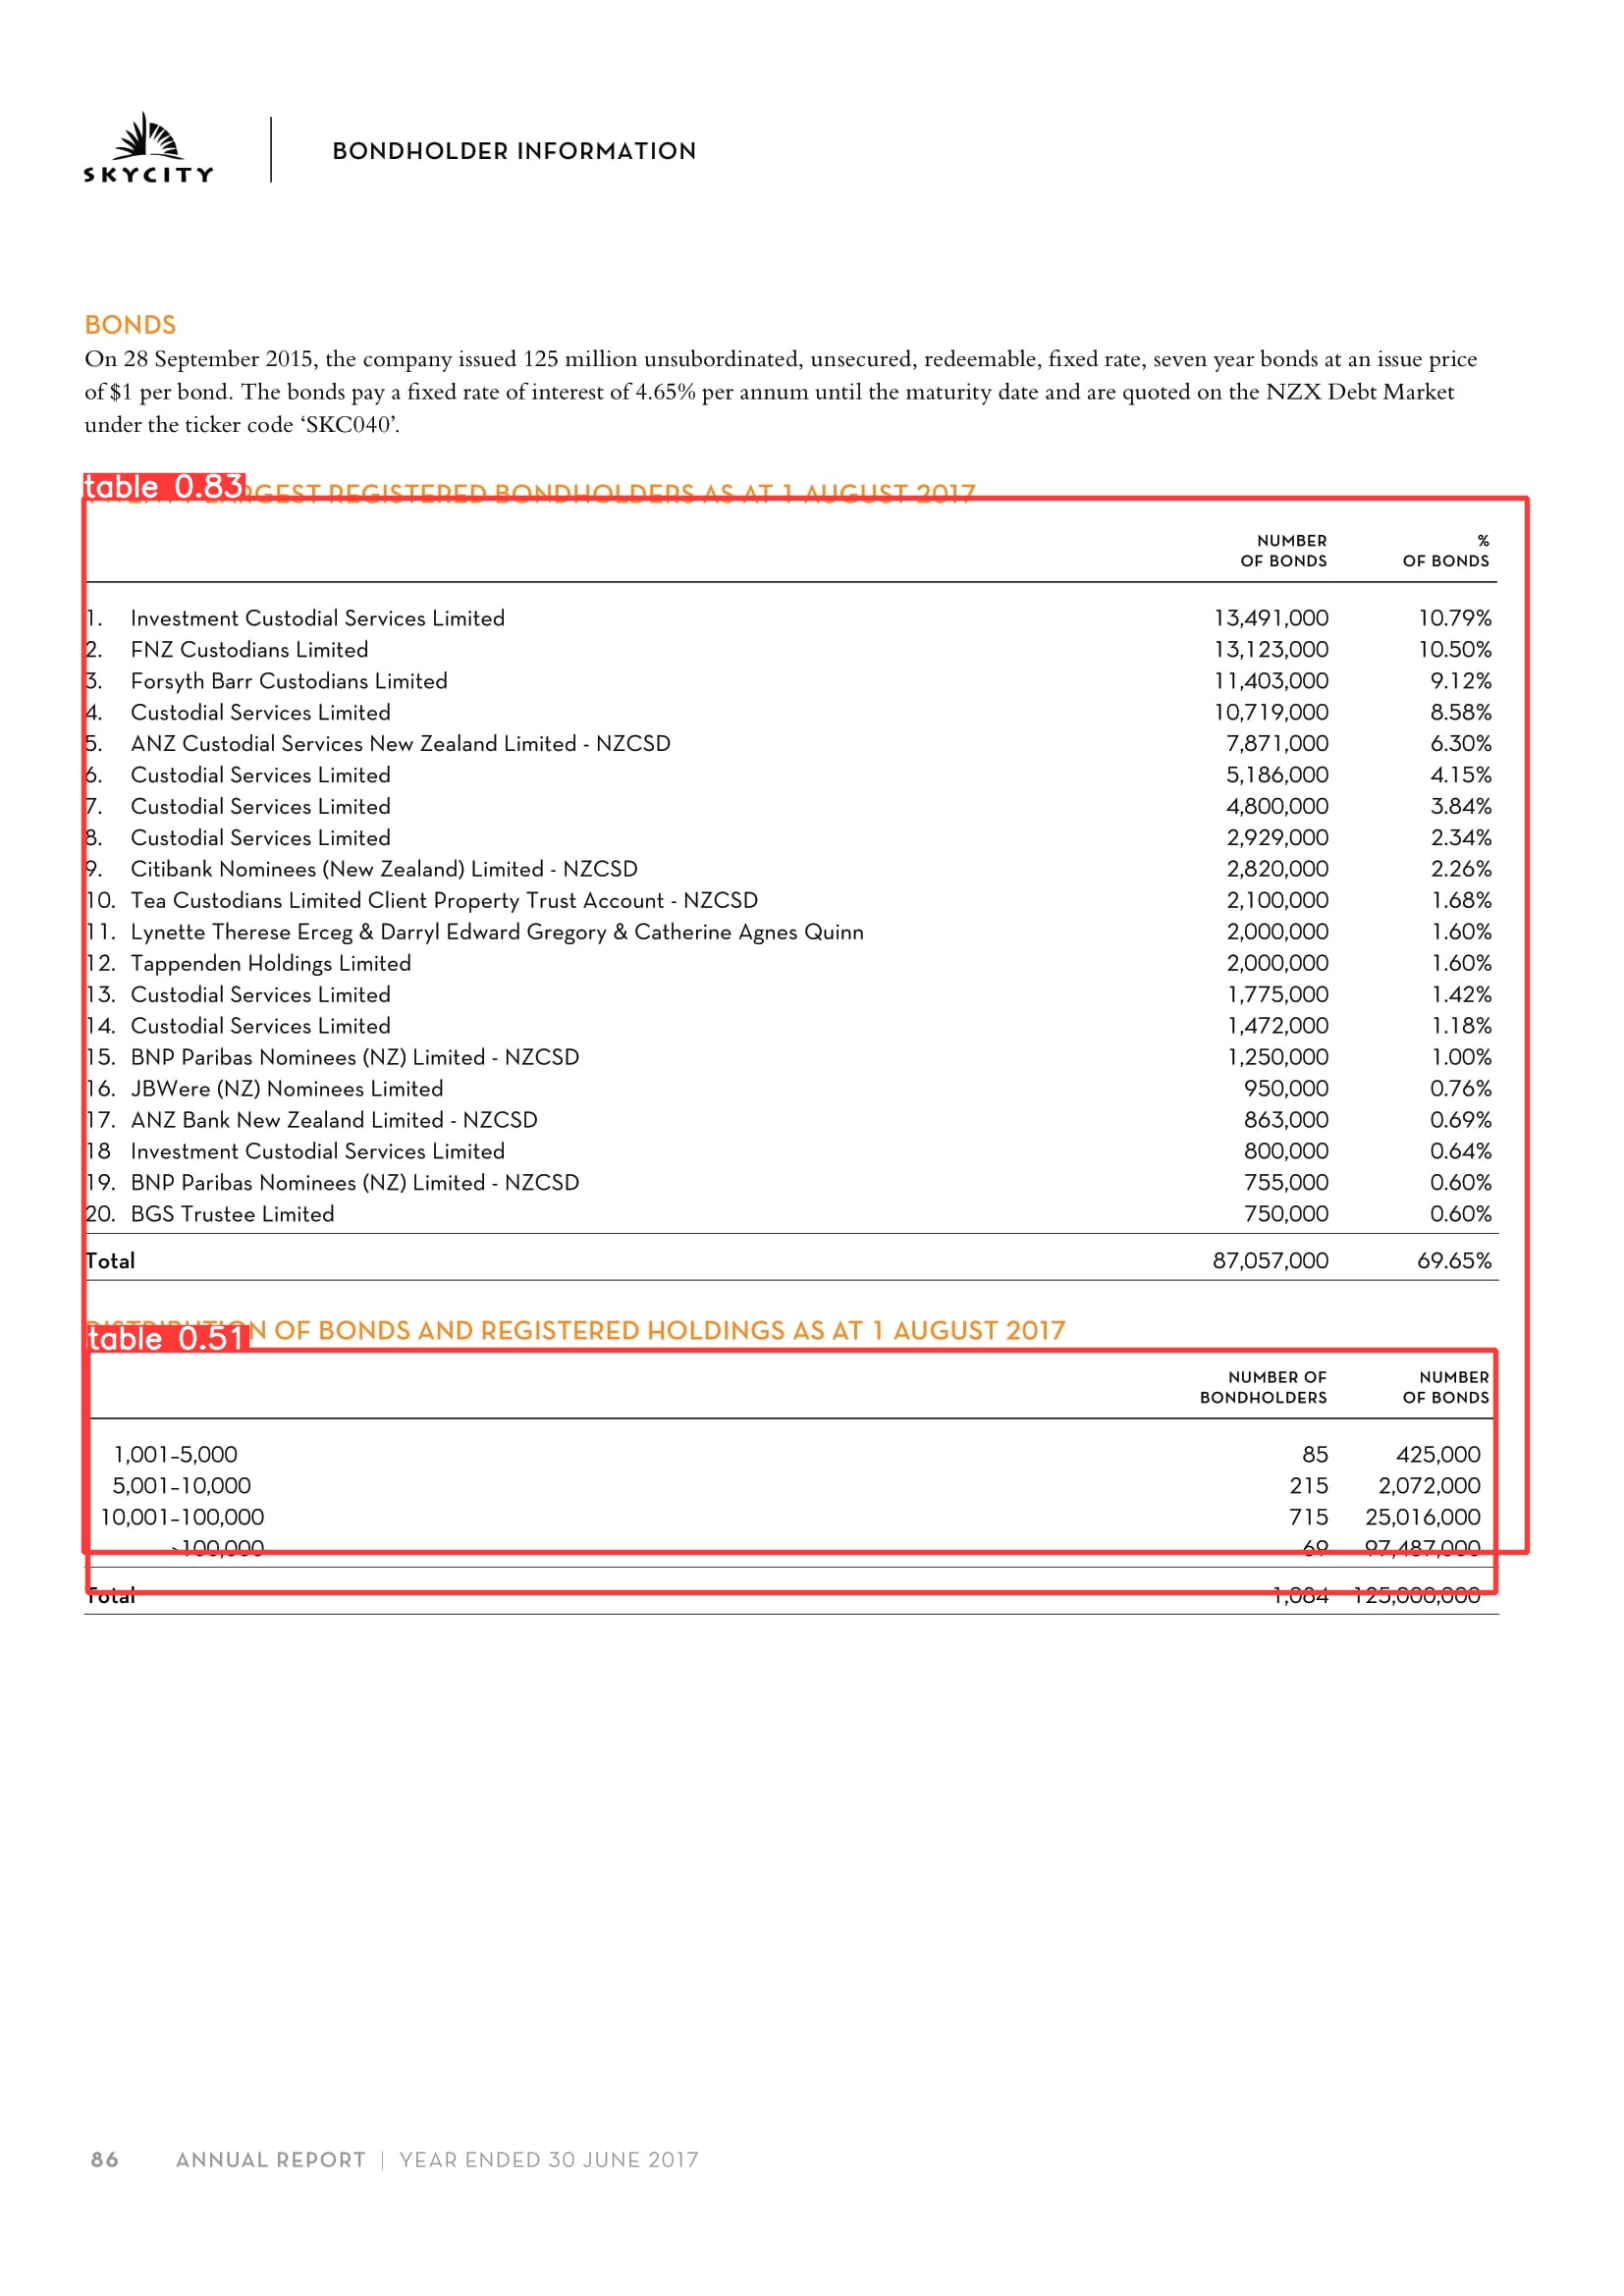 SKYCITY
BONDHOLDER INFORMATION
BONDS
On 28 September 2015, the company issued 125 million unsubordinated, unsecured, redeemable, fixed rate, seven year bonds at an issue price
of $1 per bond. The bonds pay a fixed rate of interest of 4.65% per annum until the maturity date and are quoted on the NZX Debt Market
under the ticker code ‘SKC040’.
table 0.83
LARGEST REGISTERED BONDHOLDERS AS AT 1 AUGUST 2017
NUMBER %
OF BONDS OF BONDS
1. Investment Custodial Services Limited 13,491,000 10.79%
2. FNZ Custodians Limited 13,123,000 10.50%
3. Forsyth Barr Custodians Limited 11,403,000 9.12%
4. Custodial Services Limited 10,719,000 8.58%
5. ANZ Custodial Services New Zealand Limited - NZCSD 7,871,000 6.30%
6. Custodial Services Limited 5,186,000 4.15%
7. Custodial Services Limited 4,800,000 3.84%
8. Custodial Services Limited 2,929,000 2.34%
9. Citibank Nominees (New Zealand) Limited - NZCSD 2,820,000 2.26%
10. Tea Custodians Limited Client Property Trust Account - NZCSD 2,100,000 1.68%
11. Lynette Therese Erceg & Darryl Edward Gregory & Catherine Agnes Quinn 2,000,000 1.60%
12. Tappenden Holdings Limited 2,000,000 1.60%
13. Custodial Services Limited 1,775,000 1.42%
14. Custodial Services Limited 1,472,000 1.18%
15. BNP Paribas Nominees (NZ) Limited - NZCSD 1,250,000 1.00%
16. JBWere (NZ) Nominees Limited 950,000 0.76%
17. ANZ Bank New Zealand Limited - NZCSD 863,000 0.69%
18 Investment Custodial Services Limited 800,000 0.64%
19. BNP Paribas Nominees (NZ) Limited - NZCSD 755,000 0.60%
20. BGS Trustee Limited 750,000 0.60%
Total 87,057,000 69.65%
table 0.51
DISTRIBUTION OF BONDS AND REGISTERED HOLDINGS AS AT 1 AUGUST 2017
NUMBER OF NUMBER
BONDHOLDERS OF BONDS
1,001-5,000 85 425,000
5,001-10,000 215 2,072,000
10,001-100,000 715 25,016,000
>100,000 69 97,487,000
Total 1,084 125,000,000
86 ANNUAL REPORT | YEAR ENDED 30 JUNE 2017